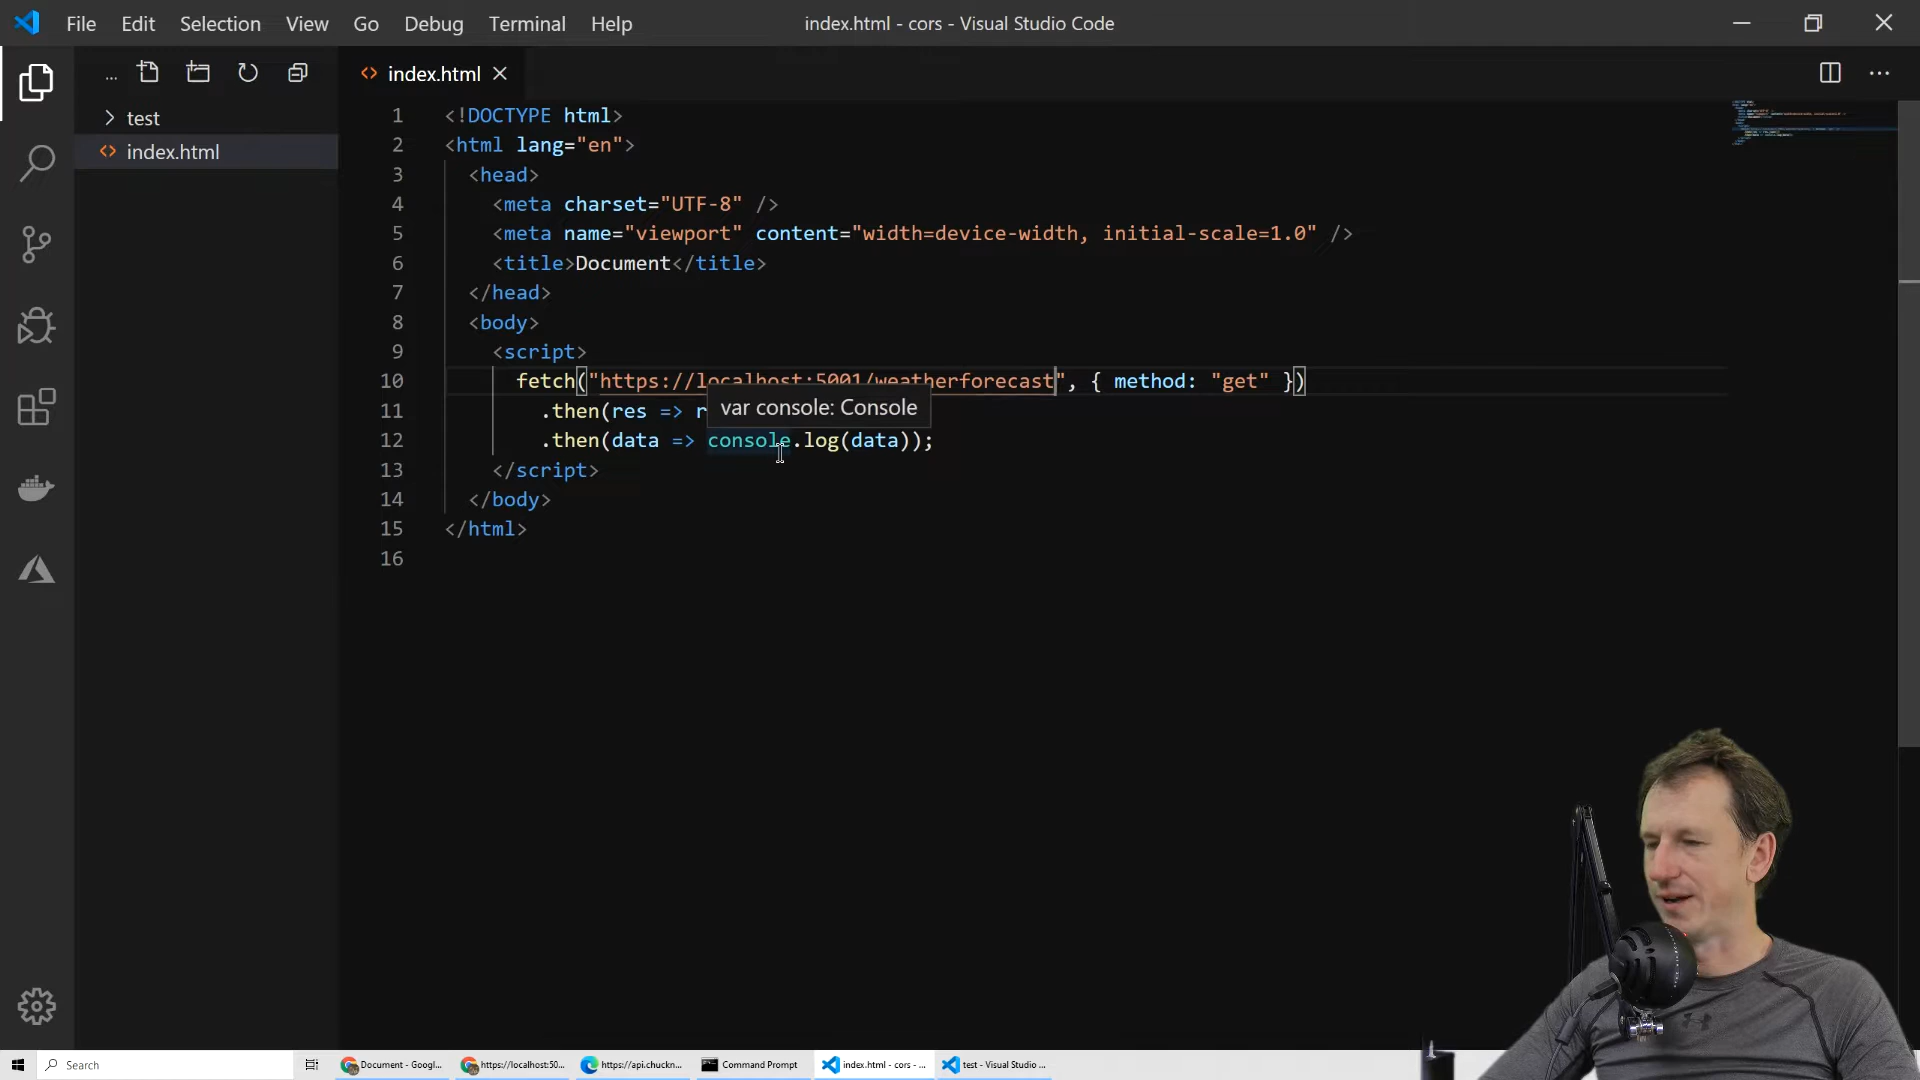 File Edit Selection View Go Debug Terminal Help
index.html - cors - Visual Studio Code
...
test
index.html
index.html
1 <!DOCTYPE html>
2 <html lang="en">
3 <head>
4 <meta charset="UTF-8" />
5 <meta name="viewport" content="width=device-width, initial-scale=1.0" />
6 <title>Document</title>
7 </head>
8 <body>
9 <script>
10 fetch("https://localhost:5001/weatherforecast", { method: "get" })
11 .then(res => r
var console: Console
12 .then(data => console.log(data));
13 </script>
14 </body>
15 </html>
16
Search
Document - Googl...
https://localhost:50...
https://api.chuckn...
Command Prompt
index.html - cors - ...
test - Visual Studio ...